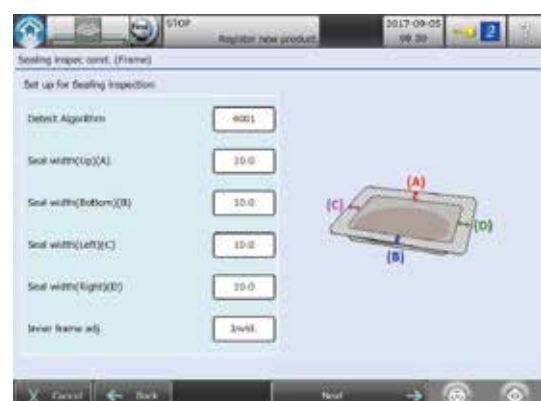 STOP
Register new product
2017-09-05
09 30
2
Sealing inspec const. (Frame)
Set up for Sealing inspection
Detect Algorithm
4001
Seal width(Up)(A)
10.0
Seal width(Bottom)(B)
10.0
Seal width(Left)(C)
10.0
Seal width(Right)(D)
10.0
Inner frame adj.
Invld.
(A)
(C)
(D)
(B)
Cancel
Back
Next